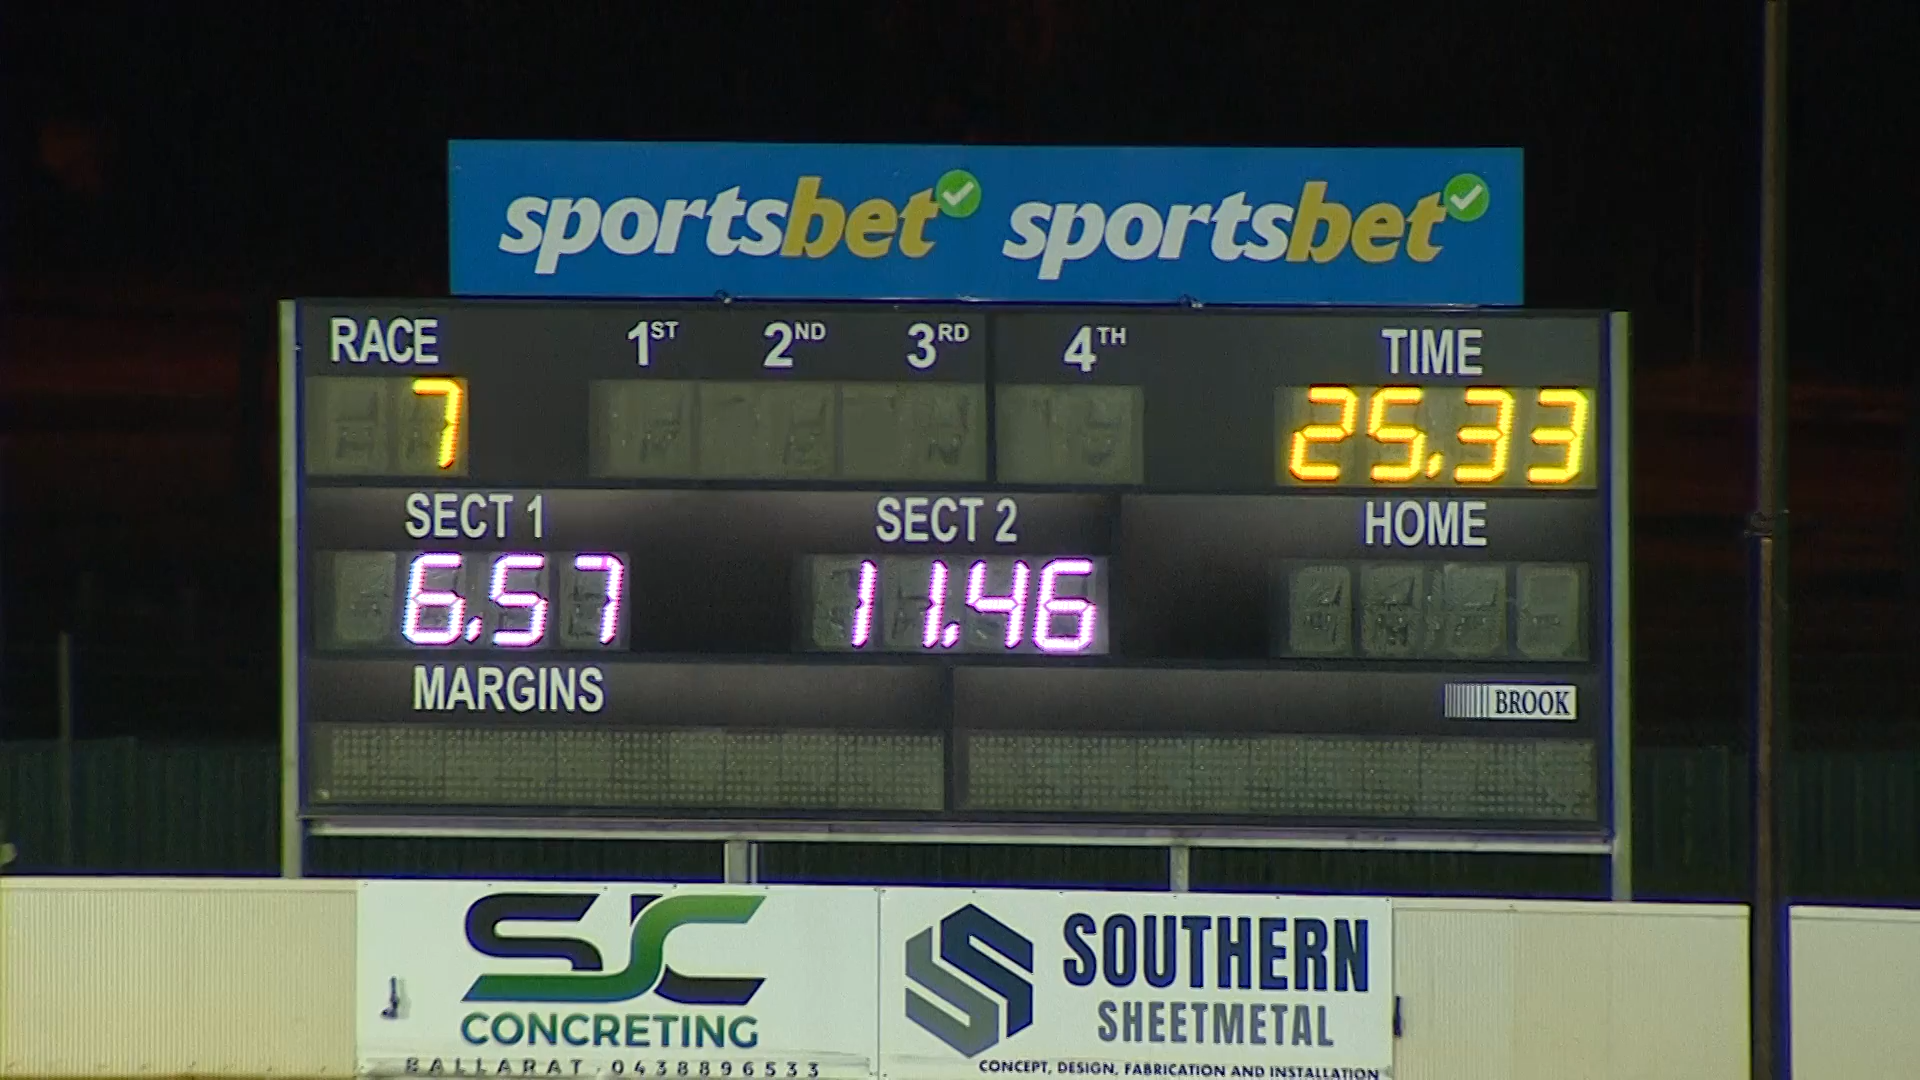 sportsbet sportsbet
RACE 1ST 2ND 3RD 4TH TIME
7 25.33
SECT 1 SECT 2 HOME
6.57 11.46
MARGINS
BROOK
SJC
CONCRETING
BALLARAT 0438896533
SOUTHERN
SHEETMETAL
CONCEPT, DESIGN, FABRICATION AND INSTALLATION